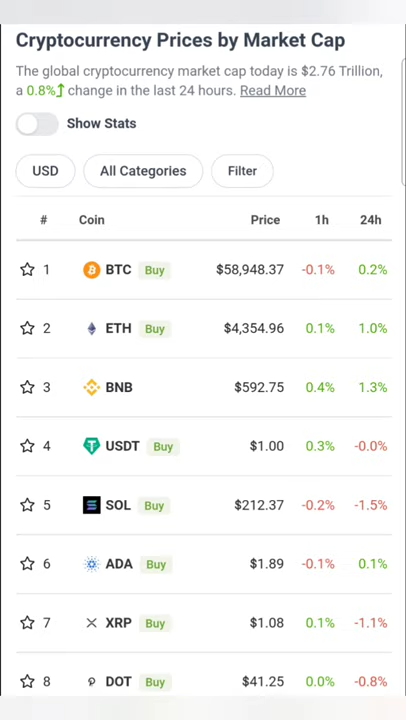 Cryptocurrency Prices by Market Cap
The global cryptocurrency market cap today is $2.76 Trillion,
a 0.8% change in the last 24 hours. Read More
Show Stats
USD All Categories Filter
# Coin Price 1h 24h
1 BTC Buy $58,948.37 -0.1% 0.2%
2 ETH Buy $4,354.96 0.1% 1.0%
3 BNB $592.75 0.4% 1.3%
4 USDT Buy $1.00 0.3% -0.0%
5 SOL Buy $212.37 -0.2% -1.5%
6 ADA Buy $1.89 -0.1% 0.1%
7 XRP Buy $1.08 0.1% -1.1%
8 DOT Buy $41.25 0.0% -0.8%